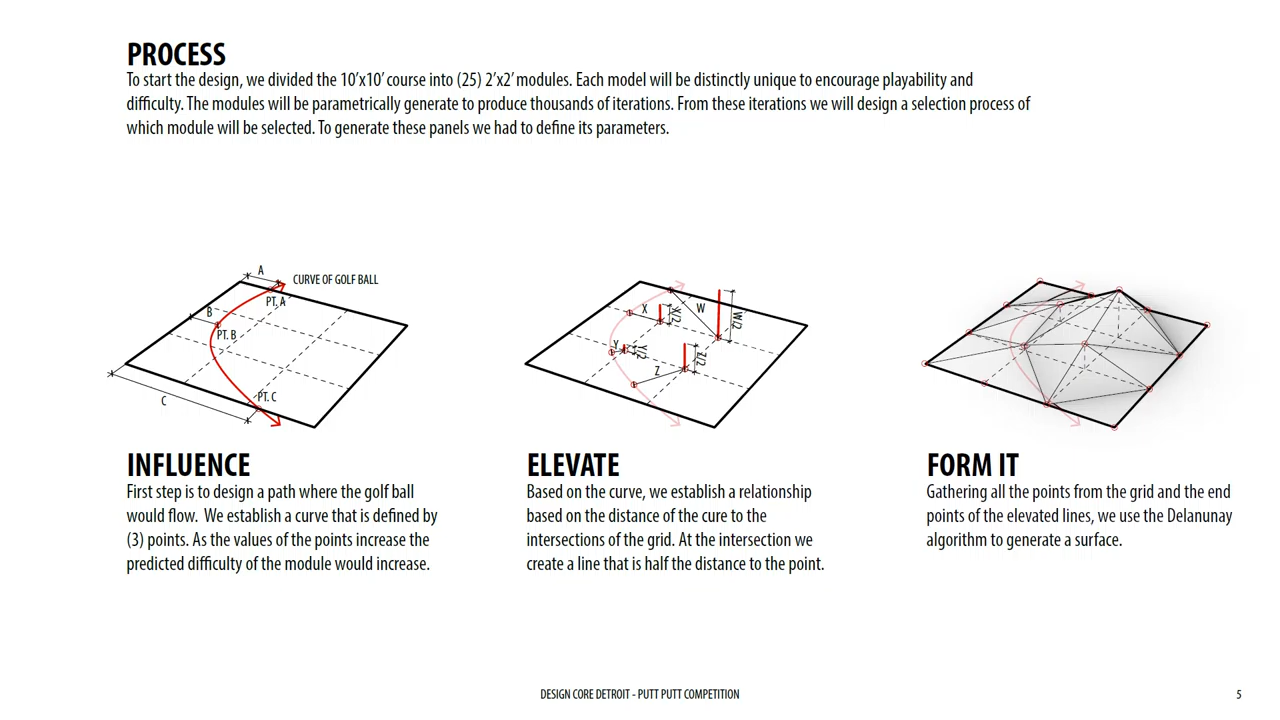 PROCESS
To start the design, we divided the 10'x10' course into (25) 2'x2' modules. Each model will be distinctly unique to encourage playability and
difficulty. The modules will be parametrically generate to produce thousands of iterations. From these iterations we will design a selection process of
which module will be selected. To generate these panels we had to define its parameters.
A
CURVE OF GOLF BALL
PT. A
B
PT. B
C
PT. C
X
X/2
W
W/2
Y
Y/2
Z
Z/2
INFLUENCE
First step is to design a path where the golf ball
would flow.  We establish a curve that is defined by
(3) points. As the values of the points increase the
predicted difficulty of the module would increase.
ELEVATE
Based on the curve, we establish a relationship
based on the distance of the cure to the
intersections of the grid. At the intersection we
create a line that is half the distance to the point.
FORM IT
Gathering all the points from the grid and the end
points of the elevated lines, we use the Delanunay
algorithm to generate a surface.
DESIGN CORE DETROIT - PUTT PUTT COMPETITION
5